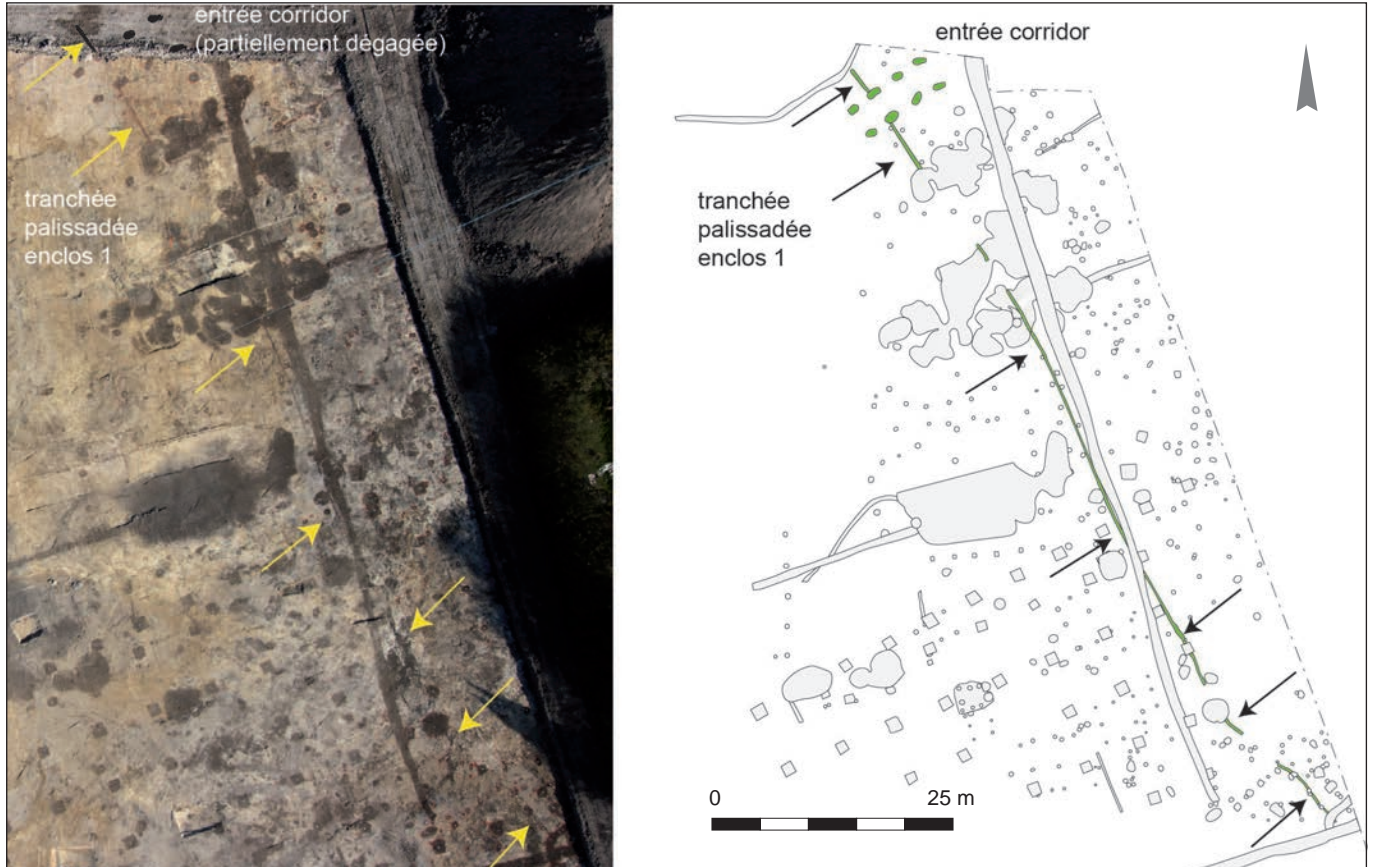 entrée corridor
(partiellement dégagée)
tranchée
palissadée
enclos 1
entrée corridor
tranchée
palissadée
enclos 1
0
25 m